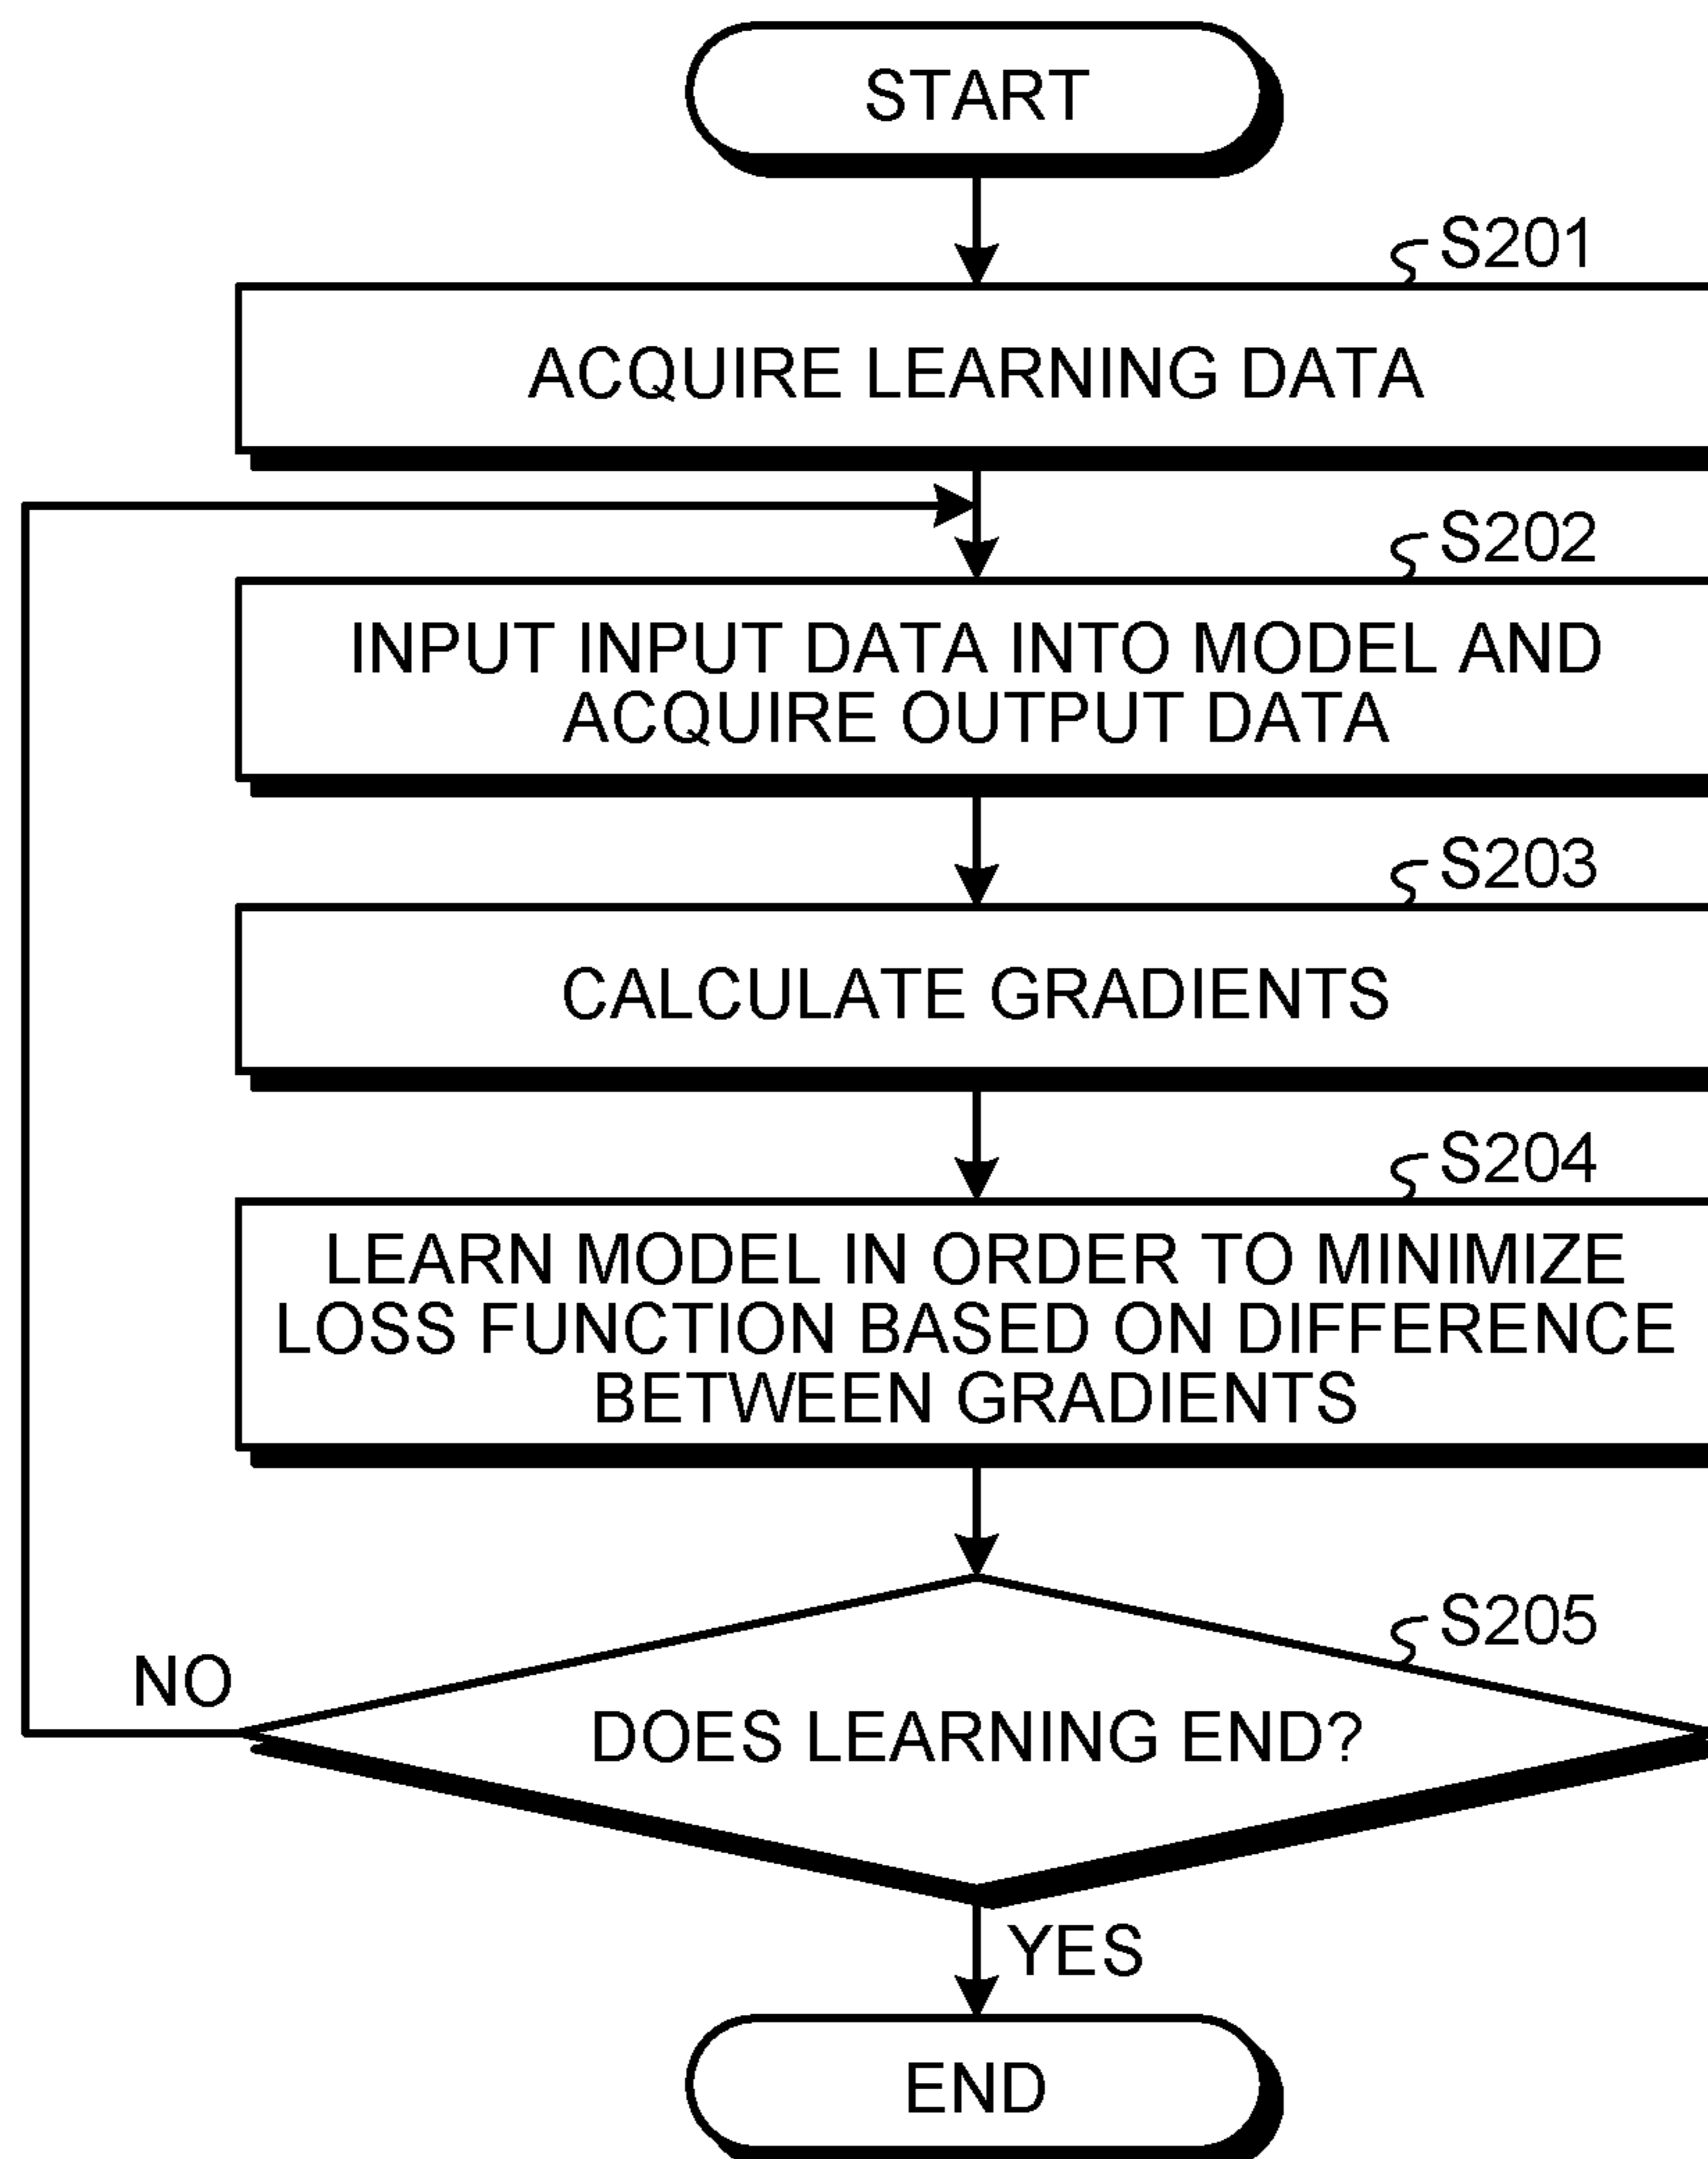 START
S201
ACQUIRE LEARNING DATA
S202
INPUT INPUT DATA INTO MODEL AND
ACQUIRE OUTPUT DATA
S203
CALCULATE GRADIENTS
S204
LEARN MODEL IN ORDER TO MINIMIZE
LOSS FUNCTION BASED ON DIFFERENCE
BETWEEN GRADIENTS
S205
NO
DOES LEARNING END?
YES
END